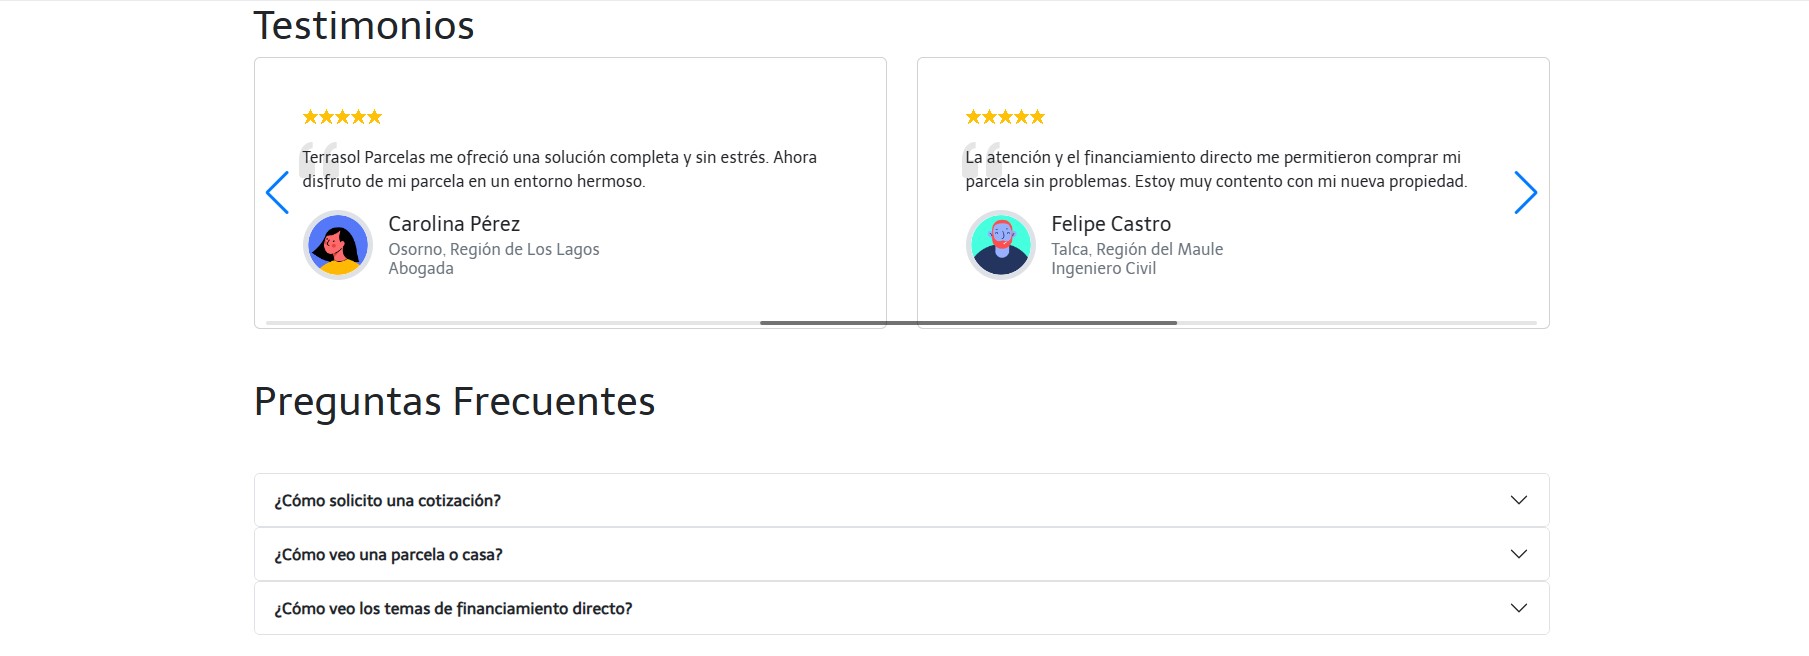 Testimonios
Terrasol Parcelas me ofreció una solución completa y sin estrés. Ahora
disfruto de mi parcela en un entorno hermoso.
Carolina Pérez
Osorno, Región de Los Lagos
Abogada
La atención y el financiamiento directo me permitieron comprar mi
parcela sin problemas. Estoy muy contento con mi nueva propiedad.
Felipe Castro
Talca, Región del Maule
Ingeniero Civil
Preguntas Frecuentes
¿Cómo solicito una cotización?
¿Cómo veo una parcela o casa?
¿Cómo veo los temas de financiamiento directo?